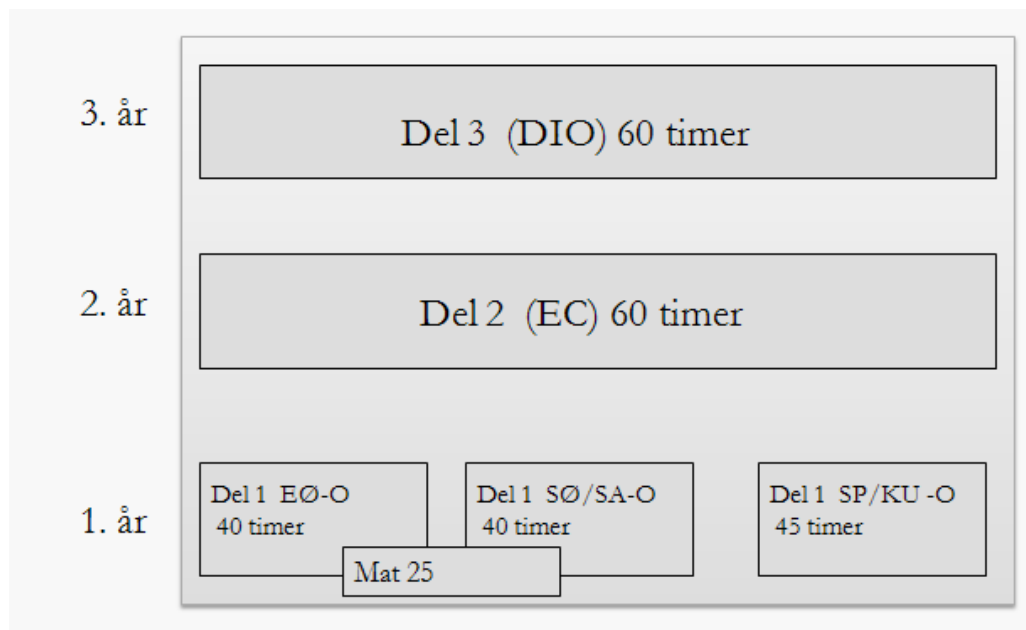 3. år
Del 3 (DIO) 60 timer
2. år
Del 2 (EC) 60 timer
1. år
Del 1 EØ-O
40 timer
Del 1 SØ/SA-O
40 timer
Del 1 SP/KU -O
45 timer
Mat 25